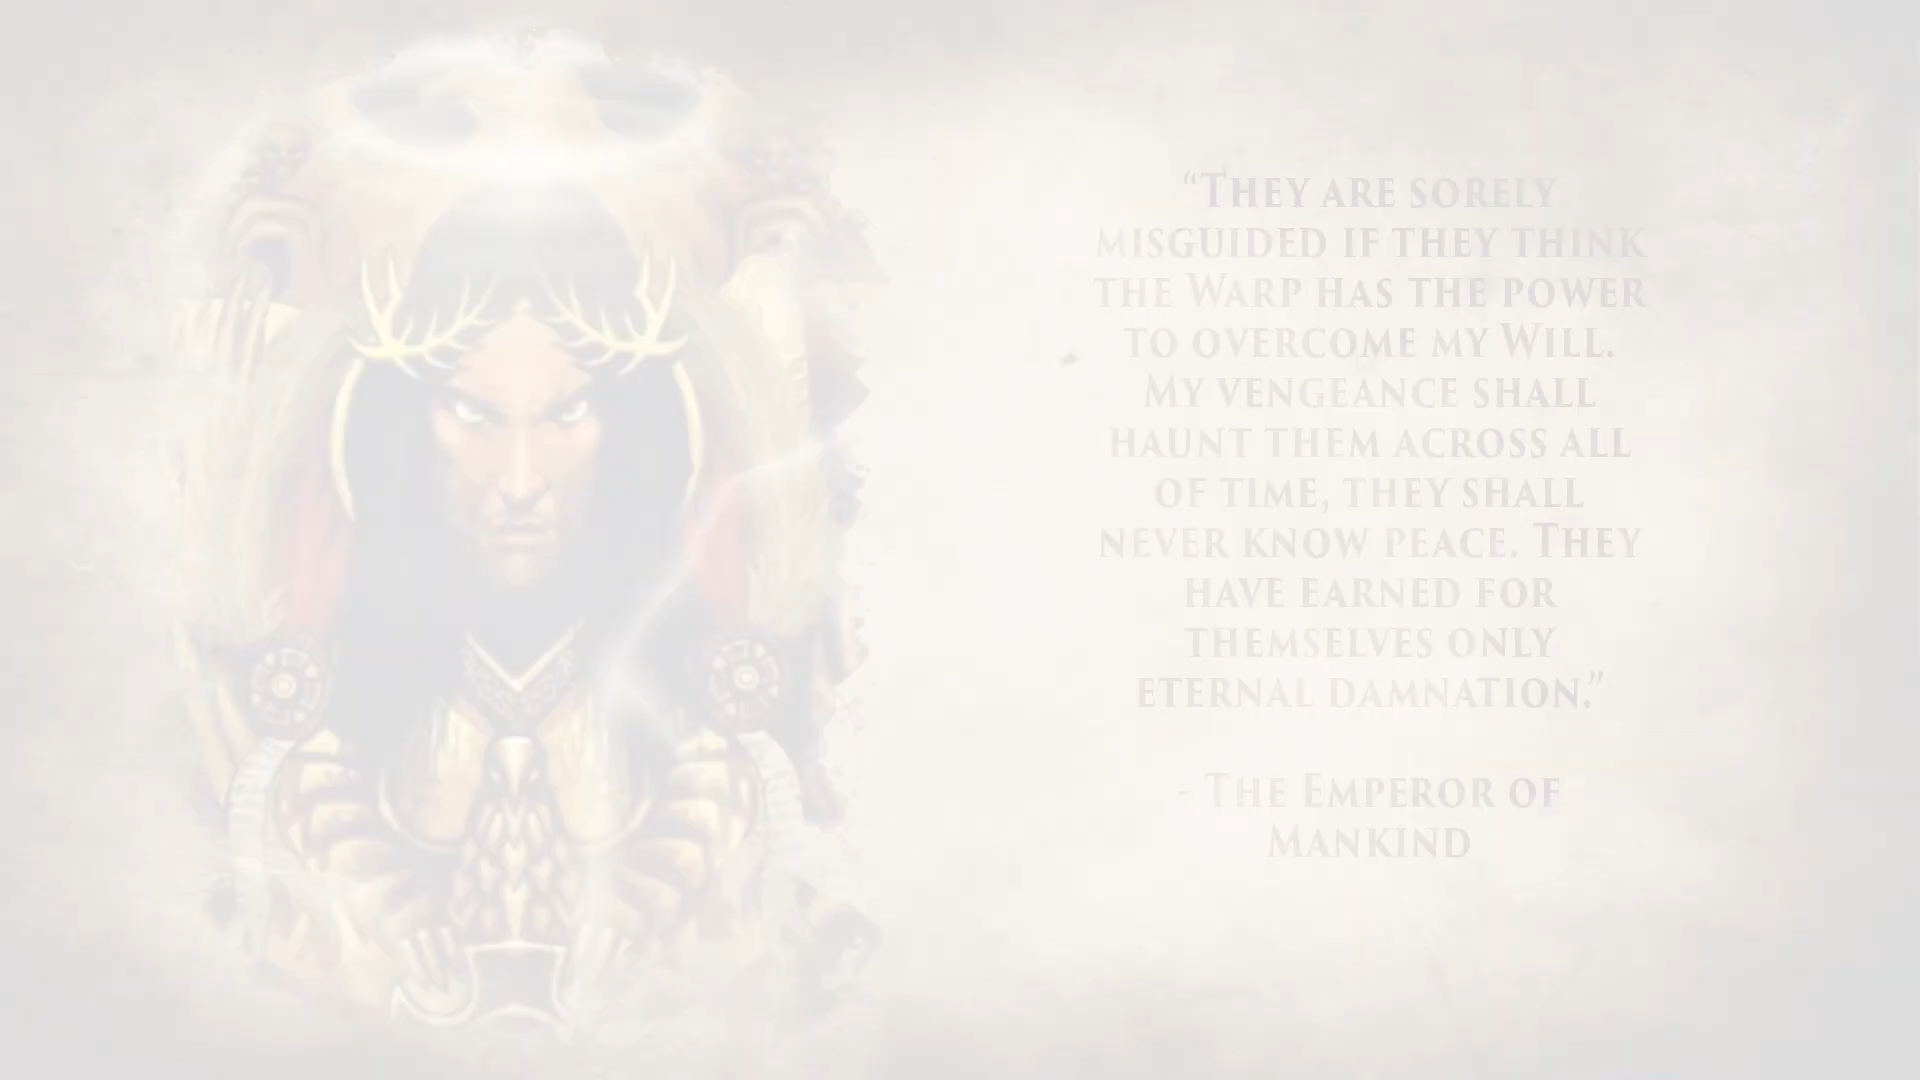 “They are sorely
misguided if they think
the Warp has the power
to overcome my Will.
My vengeance shall
haunt them across all
of time, they shall
never know peace. They
have earned for
themselves only
eternal damnation.”
- The Emperor of
Mankind